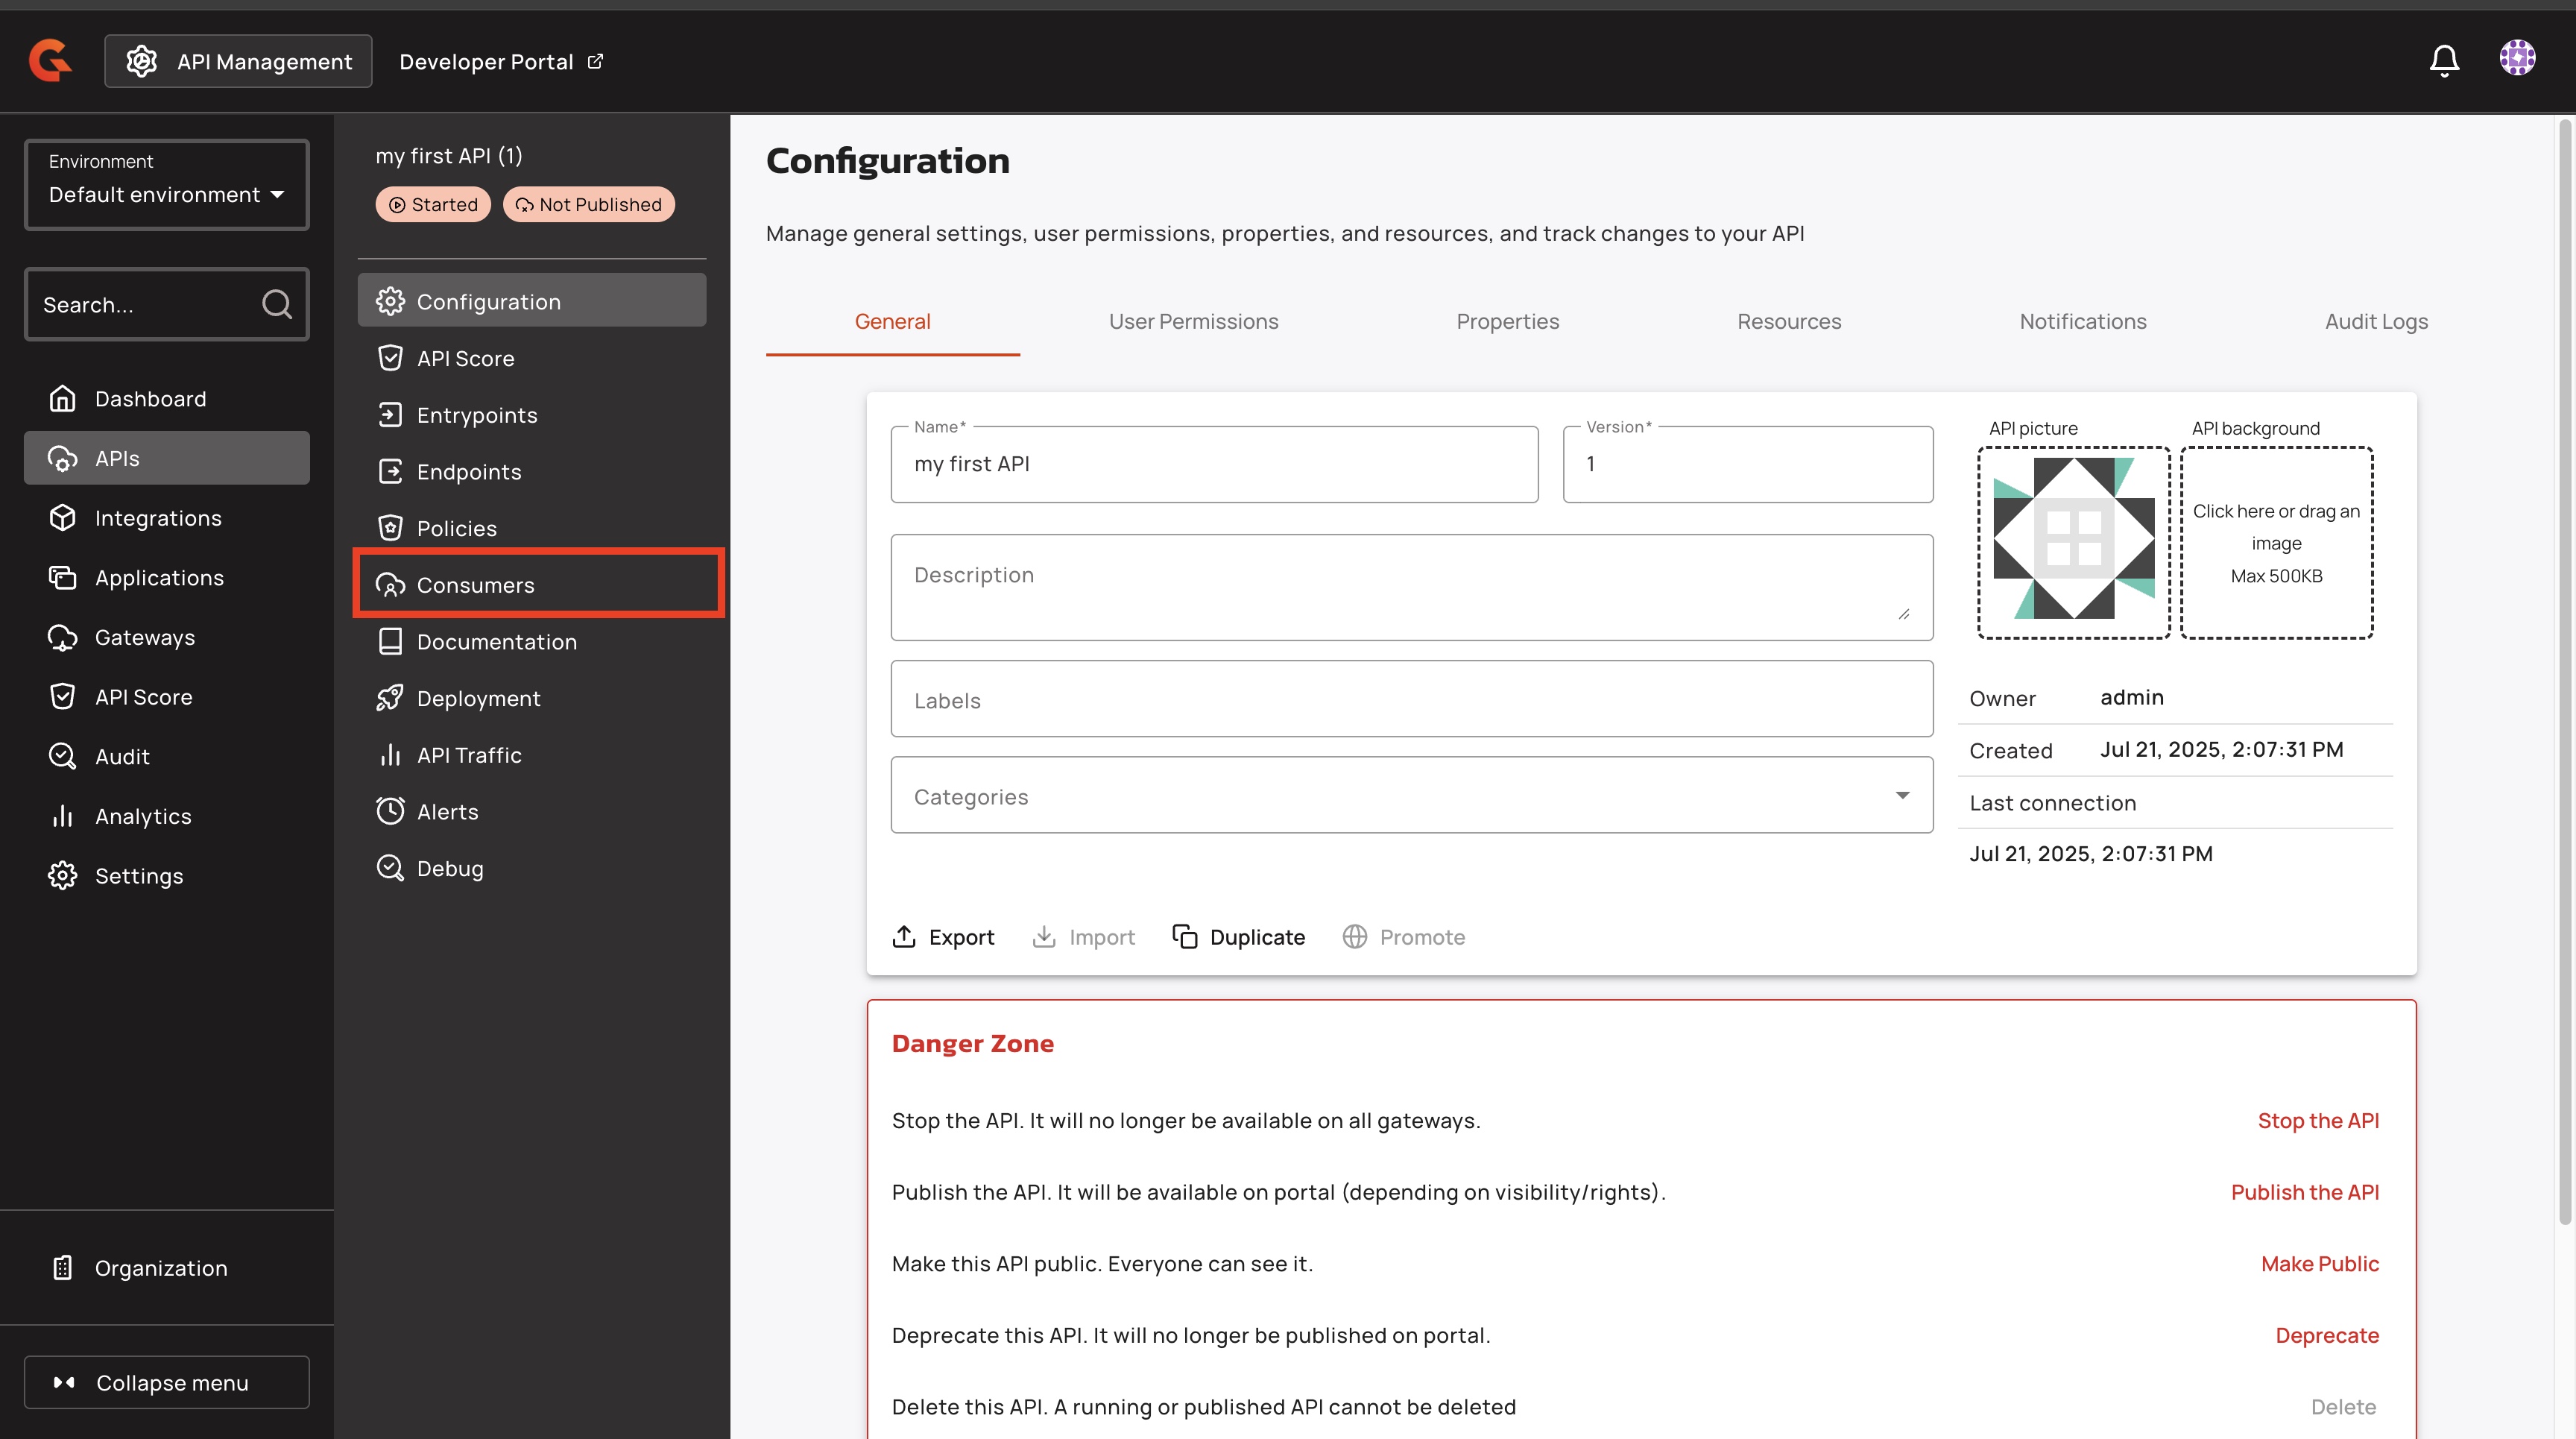 API Management
Developer Portal
Environment
Default environment
Search...
Dashboard
APIs
Integrations
Applications
Gateways
API Score
Audit
Analytics
Settings
Organization
Collapse menu
my first API (1)
Started
Not Published
Configuration
API Score
Entrypoints
Endpoints
Policies
Consumers
Documentation
Deployment
API Traffic
Alerts
Debug
Configuration
Manage general settings, user permissions, properties, and resources, and track changes to your API
General
User Permissions
Properties
Resources
Notifications
Audit Logs
Name*
my first API
Version*
1
Description
Labels
Categories
API picture
API background
Click here or drag an
image
Max 500KB
Owner admin
Created Jul 21, 2025, 2:07:31 PM
Last connection
Jul 21, 2025, 2:07:31 PM
Export
Import
Duplicate
Promote
Danger Zone
Stop the API. It will no longer be available on all gateways.
Stop the API
Publish the API. It will be available on portal (depending on visibility/rights).
Publish the API
Make this API public. Everyone can see it.
Make Public
Deprecate this API. It will no longer be published on portal.
Deprecate
Delete this API. A running or published API cannot be deleted
Delete